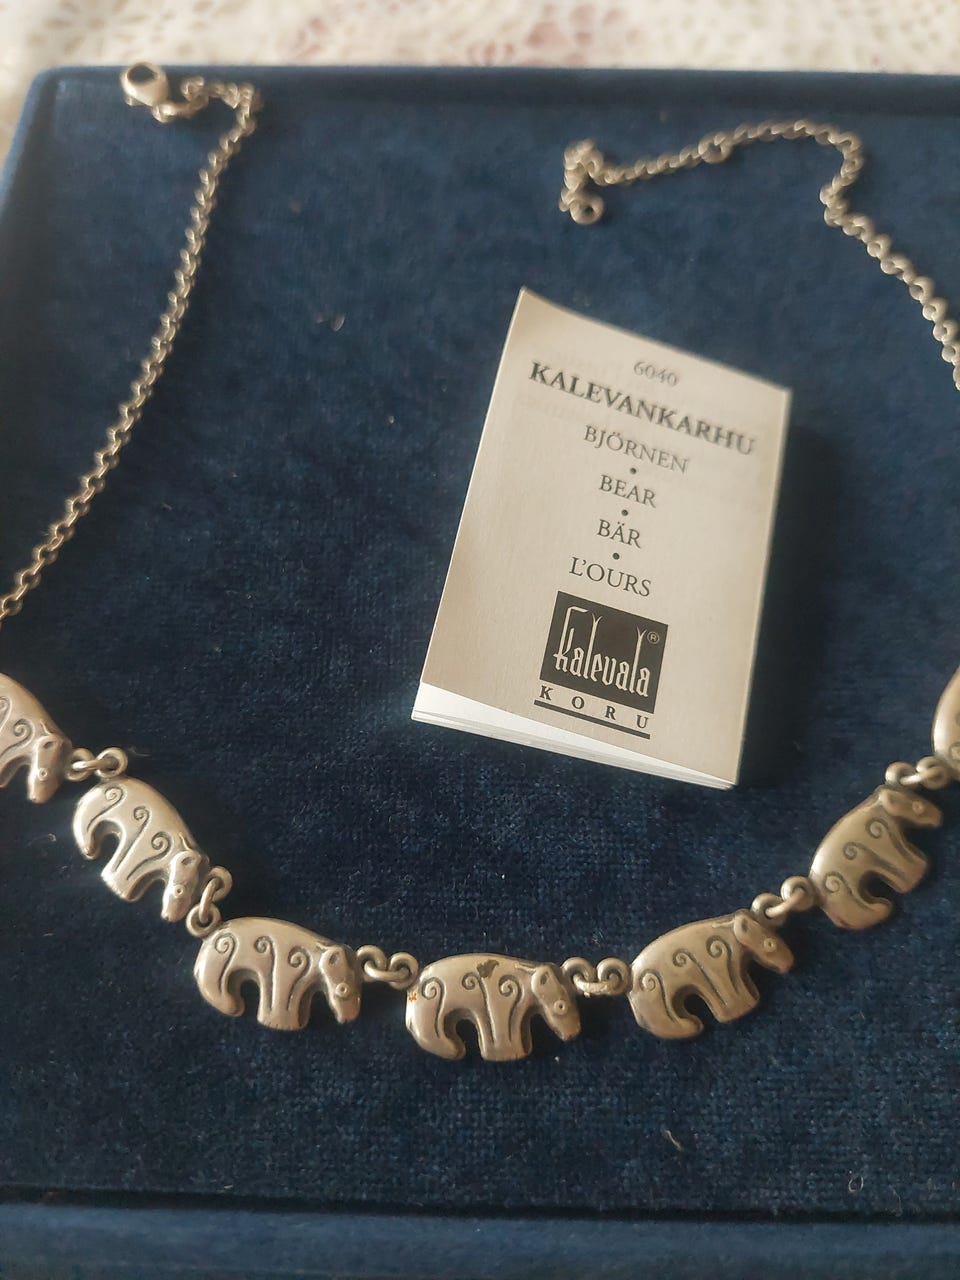 6040
KALEVANKARHU
BJÖRNEN
•
BEAR
•
BÄR
•
L'OURS
Kalevala ®
KORU